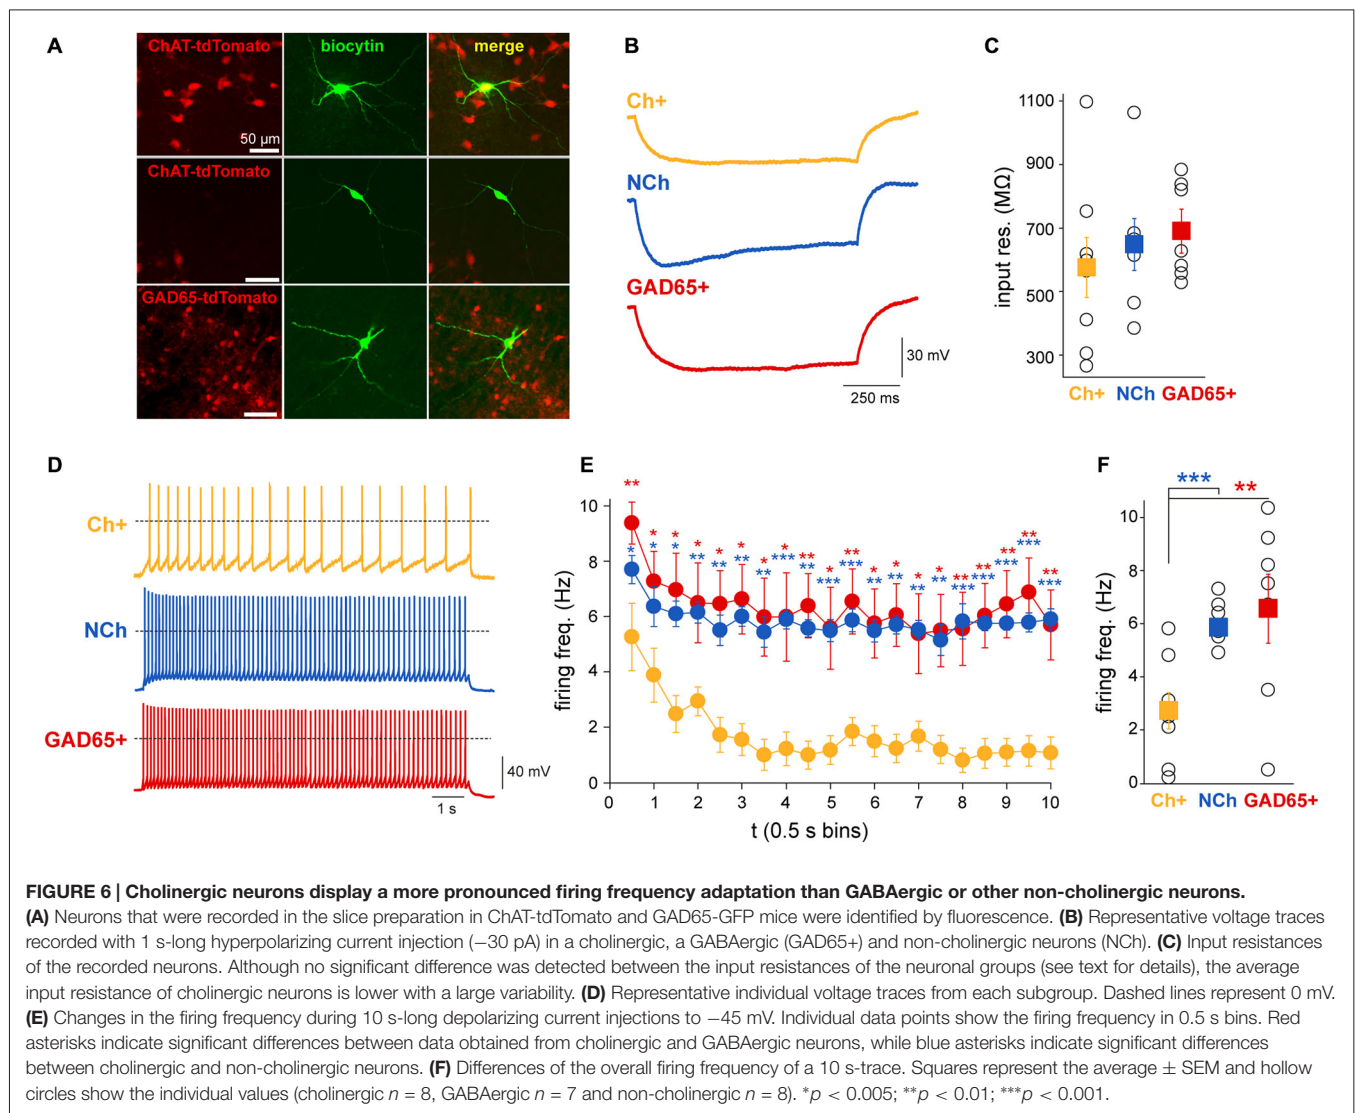 A
ChAT-tdTomato
biocytin
merge
50 µm
ChAT-tdTomato
GAD65-tdTomato
B
Ch+
NCh
GAD65+
30 mV
250 ms
C
input res. (MΩ)
1100
900
700
500
300
Ch+ NCh GAD65+
D
Ch+
NCh
GAD65+
40 mV
1 s
E
firing freq. (Hz)
10
8
6
4
2
0
**
* * * ** * * * * * ** * ** * * * * ** ** ** ** **
* * * ** ** ** ** *** ** *** *** ** ** ** ** *** *** *** ***
0 1 2 3 4 5 6 7 8 9 10
t (0.5 s bins)
F
*** **
firing freq. (Hz)
10
8
6
4
2
0
Ch+ NCh GAD65+
FIGURE 6 | Cholinergic neurons display a more pronounced firing frequency adaptation than GABAergic or other non-cholinergic neurons.
(A) Neurons that were recorded in the slice preparation in ChAT-tdTomato and GAD65-GFP mice were identified by fluorescence. (B) Representative voltage traces
recorded with 1 s-long hyperpolarizing current injection (−30 pA) in a cholinergic, a GABAergic (GAD65+) and non-cholinergic neurons (NCh). (C) Input resistances
of the recorded neurons. Although no significant difference was detected between the input resistances of the neuronal groups (see text for details), the average
input resistance of cholinergic neurons is lower with a large variability. (D) Representative individual voltage traces from each subgroup. Dashed lines represent 0 mV.
(E) Changes in the firing frequency during 10 s-long depolarizing current injections to −45 mV. Individual data points show the firing frequency in 0.5 s bins. Red
asterisks indicate significant differences between data obtained from cholinergic and GABAergic neurons, while blue asterisks indicate significant differences
between cholinergic and non-cholinergic neurons. (F) Differences of the overall firing frequency of a 10 s-trace. Squares represent the average ± SEM and hollow
circles show the individual values (cholinergic n = 8, GABAergic n = 7 and non-cholinergic n = 8). *p < 0.005; **p < 0.01; ***p < 0.001.